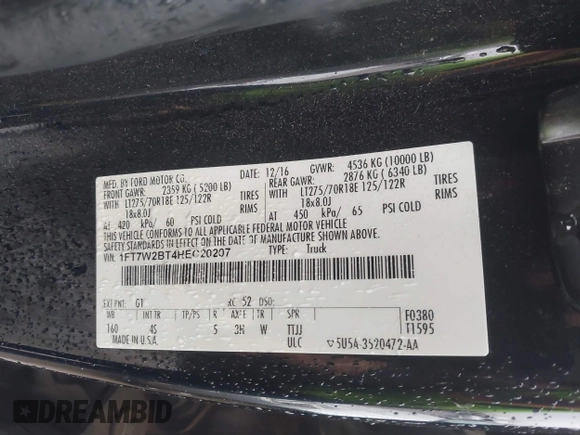 MFD. BY FORD MOTOR CO.
DATE: 12/16 GVWR: 4536 KG (10000 LB)
FRONT GAWR: 2359 KG (5200 LB)
REAR GAWR: 2876 KG (6340 LB)
LT275/70R18E 125/122R TIRES
18x8.0J RIMS
AT 420 kPa/ 60 PSI COLD
LT275/70R18E 125/122R TIRES
18x8.0J RIMS
AT 450 kPa/ 65 PSI COLD
THIS VEHICLE CONFORMS TO ALL APPLICABLE FEDERAL MOTOR VEHICLE
SAFETY STANDARDS IN EFFECT ON THE DATE OF MANUFACTURE SHOWN ABOVE.
VIN: 1FT7W2BT4HEC20207 TYPE: Truck
EXT PNT: G1 RC: 52 DSO:
WB INT TR TP/PS R AXLE TR SPR
160 4S 5 3H W TTJJ
F0380
T1595
MADE IN U.S.A. ULC
5U5A-3520472-AA
DREAMBID